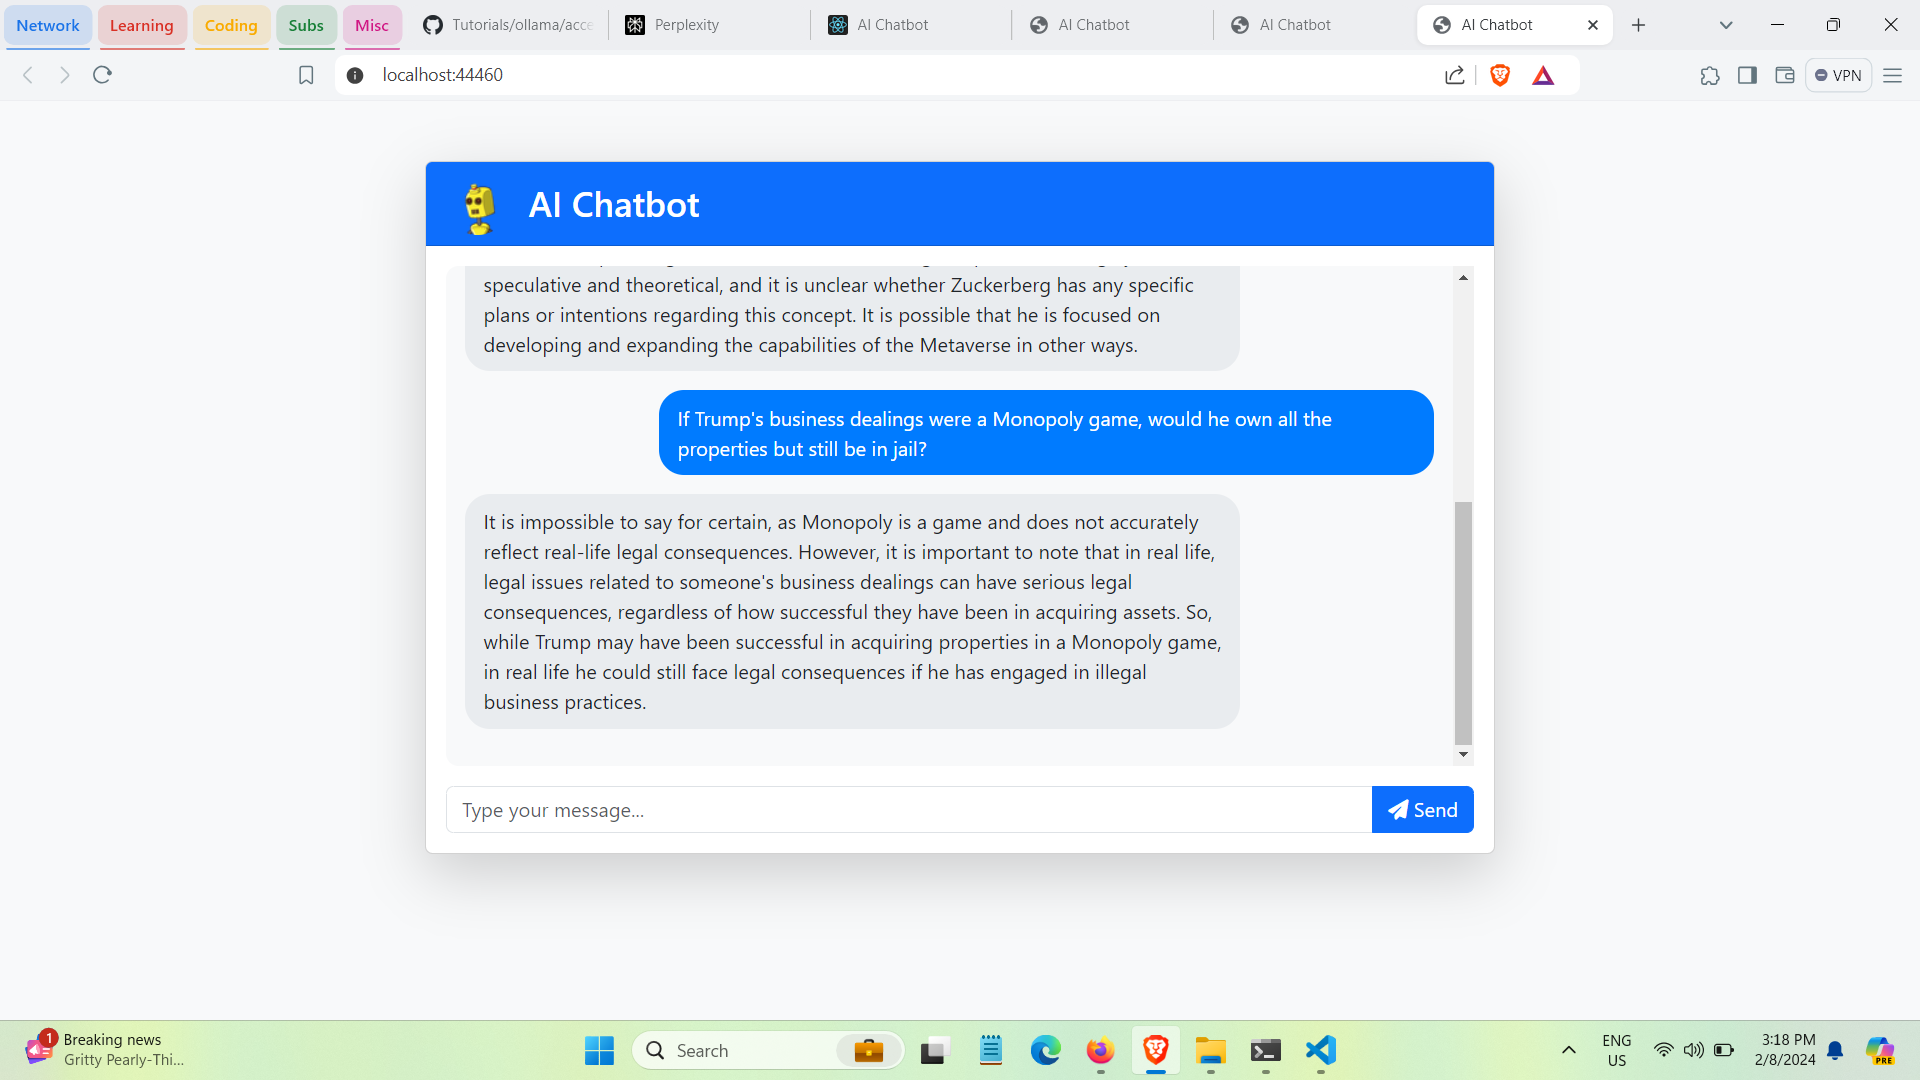 Network
Learning
Coding
Subs
Misc
Tutorials/ollama/acce
Perplexity
AI Chatbot
AI Chatbot
AI Chatbot
AI Chatbot
localhost:44460
VPN
AI Chatbot
speculative and theoretical, and it is unclear whether Zuckerberg has any specific
plans or intentions regarding this concept. It is possible that he is focused on
developing and expanding the capabilities of the Metaverse in other ways.
If Trump's business dealings were a Monopoly game, would he own all the
properties but still be in jail?
It is impossible to say for certain, as Monopoly is a game and does not accurately
reflect real-life legal consequences. However, it is important to note that in real life,
legal issues related to someone's business dealings can have serious legal
consequences, regardless of how successful they have been in acquiring assets. So,
while Trump may have been successful in acquiring properties in a Monopoly game,
in real life he could still face legal consequences if he has engaged in illegal
business practices.
Type your message...
Send
1
Breaking news
Gritty Pearly-Thi...
Search
ENG
US
3:18 PM
2/8/2024
PRE